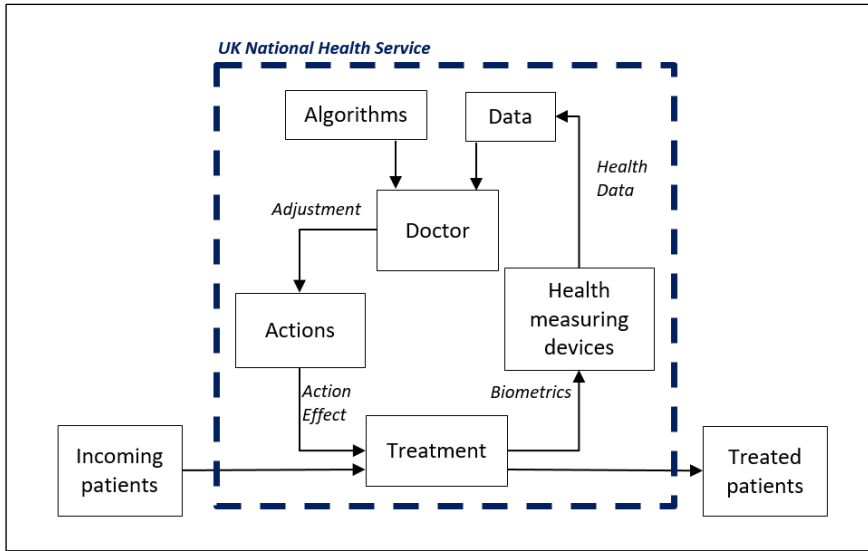 UK National Health Service
Algorithms
Data
Health
Data
Adjustment
Doctor
Actions
Health
measuring
devices
Action
Effect
Biometrics
Incoming
patients
Treatment
Treated
patients